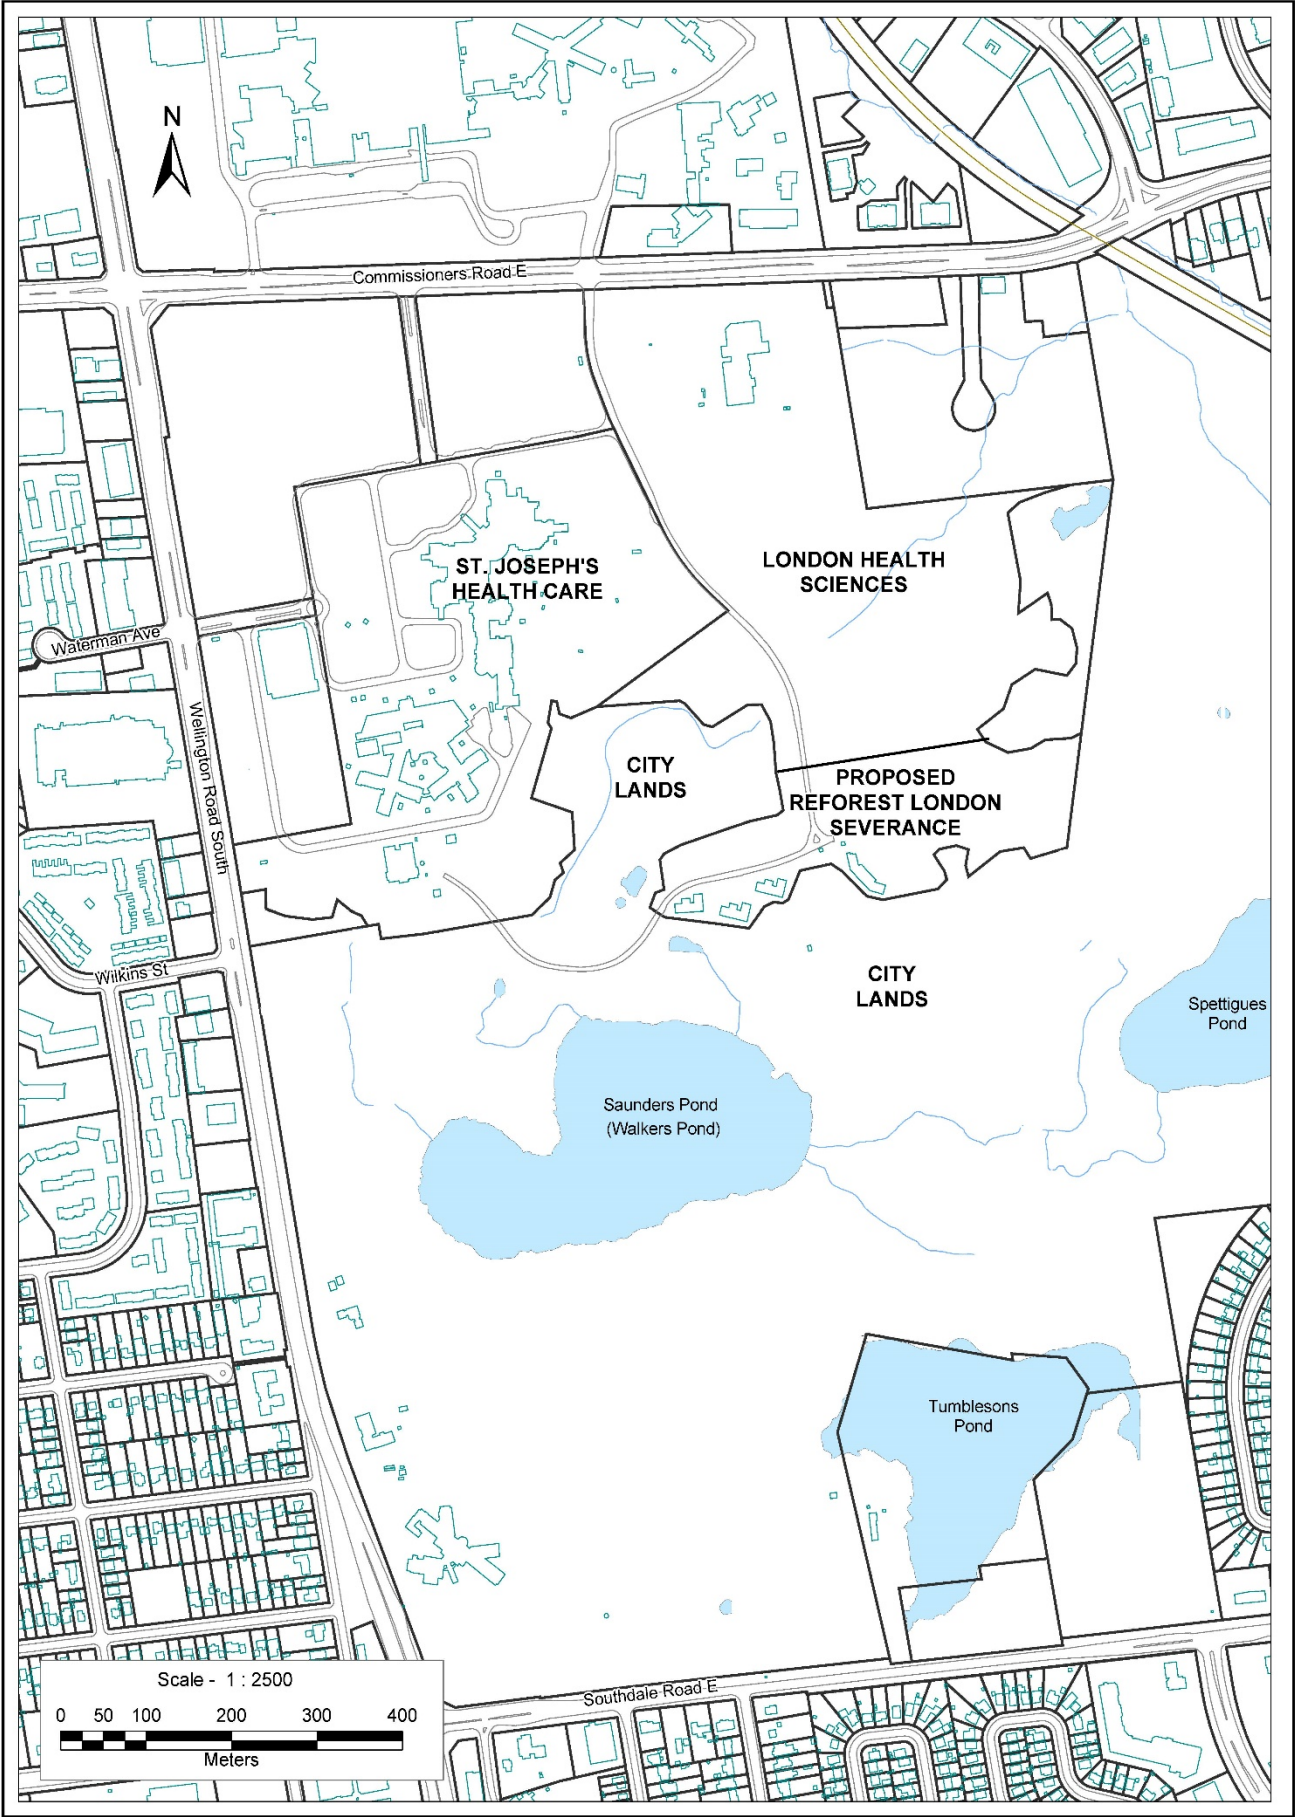 N
Commissioners Road E
ST. JOSEPH'S
HEALTH CARE
LONDON HEALTH
SCIENCES
Waterman Ave
Wellington Road South
CITY
LANDS
PROPOSED
REFOREST LONDON
SEVERANCE
Wilkins St
CITY
LANDS
Spettigues
Pond
Saunders Pond
(Walkers Pond)
Tumblesons
Pond
Southdale Road E
Scale - 1 : 2500
0 50 100 200 300 400
Meters